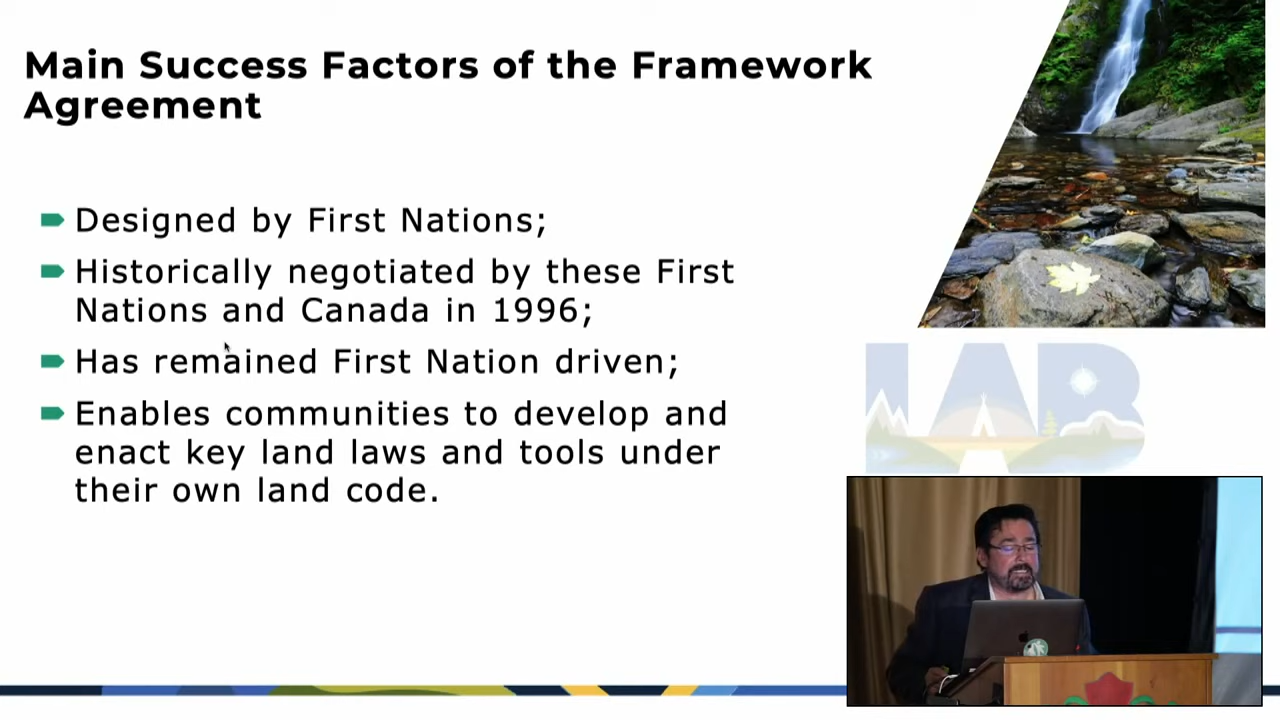 Main Success Factors of the Framework
Agreement
Designed by First Nations;
Historically negotiated by these First
Nations and Canada in 1996;
Has remained First Nation driven;
Enables communities to develop and
enact key land laws and tools under
their own land code.
LAB